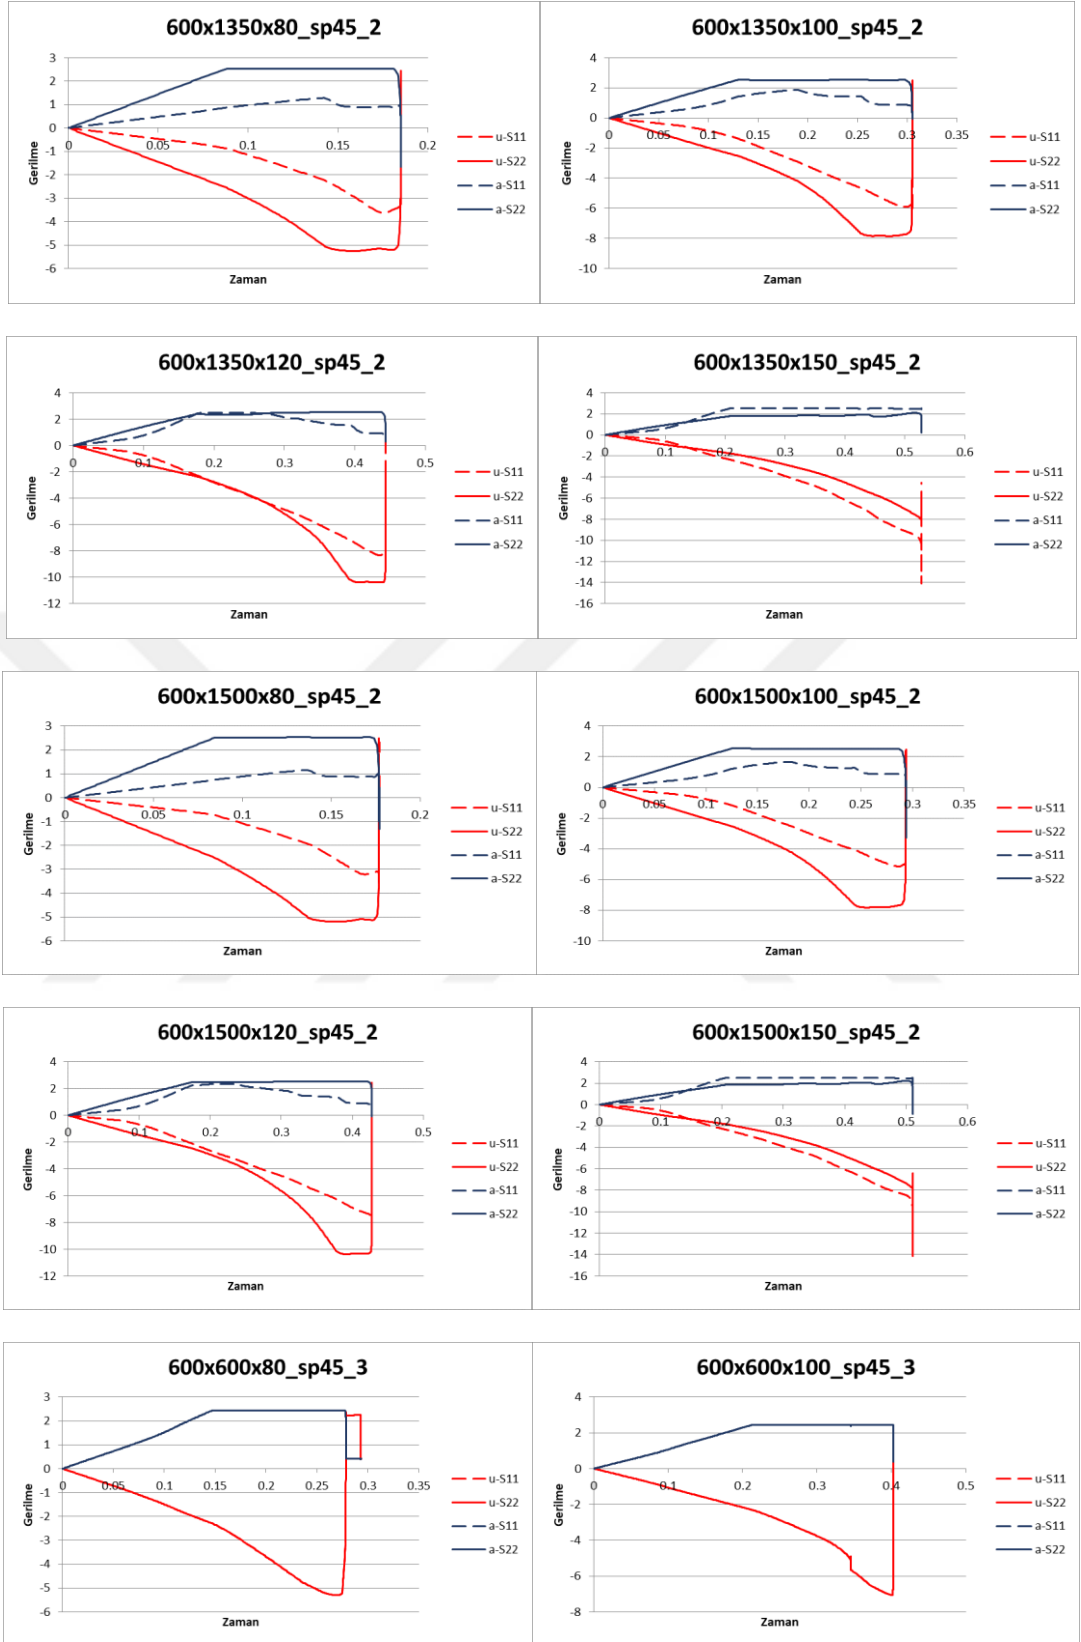 600x1350x80_sp45_2
3
2
1
0
-1
-2
-3
-4
-5
-6
0
0.05
0.1
0.15
0.2
Gerilme
Zaman
u-S11
u-S22
a-S11
a-S22
600x1350x100_sp45_2
4
2
0
-2
-4
-6
-8
-10
0
0.05
0.1
0.15
0.2
0.25
0.3
0.35
Gerilme
Zaman
u-S11
u-S22
a-S11
a-S22
600x1350x120_sp45_2
4
2
0
-2
-4
-6
-8
-10
-12
0
0.1
0.2
0.3
0.4
0.5
Gerilme
Zaman
u-S11
u-S22
a-S11
a-S22
600x1350x150_sp45_2
4
2
0
-2
-4
-6
-8
-10
-12
-14
-16
0
0.1
0.2
0.3
0.4
0.5
0.6
Gerilme
Zaman
u-S11
u-S22
a-S11
a-S22
600x1500x80_sp45_2
3
2
1
0
-1
-2
-3
-4
-5
-6
0
0.05
0.1
0.15
0.2
Gerilme
Zaman
u-S11
u-S22
a-S11
a-S22
600x1500x100_sp45_2
4
2
0
-2
-4
-6
-8
-10
0
0.05
0.1
0.15
0.2
0.25
0.3
0.35
Gerilme
Zaman
u-S11
u-S22
a-S11
a-S22
600x1500x120_sp45_2
4
2
0
-2
-4
-6
-8
-10
-12
0
0.1
0.2
0.3
0.4
0.5
Gerilme
Zaman
u-S11
u-S22
a-S11
a-S22
600x1500x150_sp45_2
4
2
0
-2
-4
-6
-8
-10
-12
-14
-16
0
0.1
0.2
0.3
0.4
0.5
0.6
Gerilme
Zaman
u-S11
u-S22
a-S11
a-S22
600x600x80_sp45_3
3
2
1
0
-1
-2
-3
-4
-5
-6
0
0.05
0.1
0.15
0.2
0.25
0.3
0.35
Gerilme
Zaman
u-S11
u-S22
a-S11
a-S22
600x600x100_sp45_3
4
2
0
-2
-4
-6
-8
0
0.1
0.2
0.3
0.4
0.5
Gerilme
Zaman
u-S11
u-S22
a-S11
a-S22